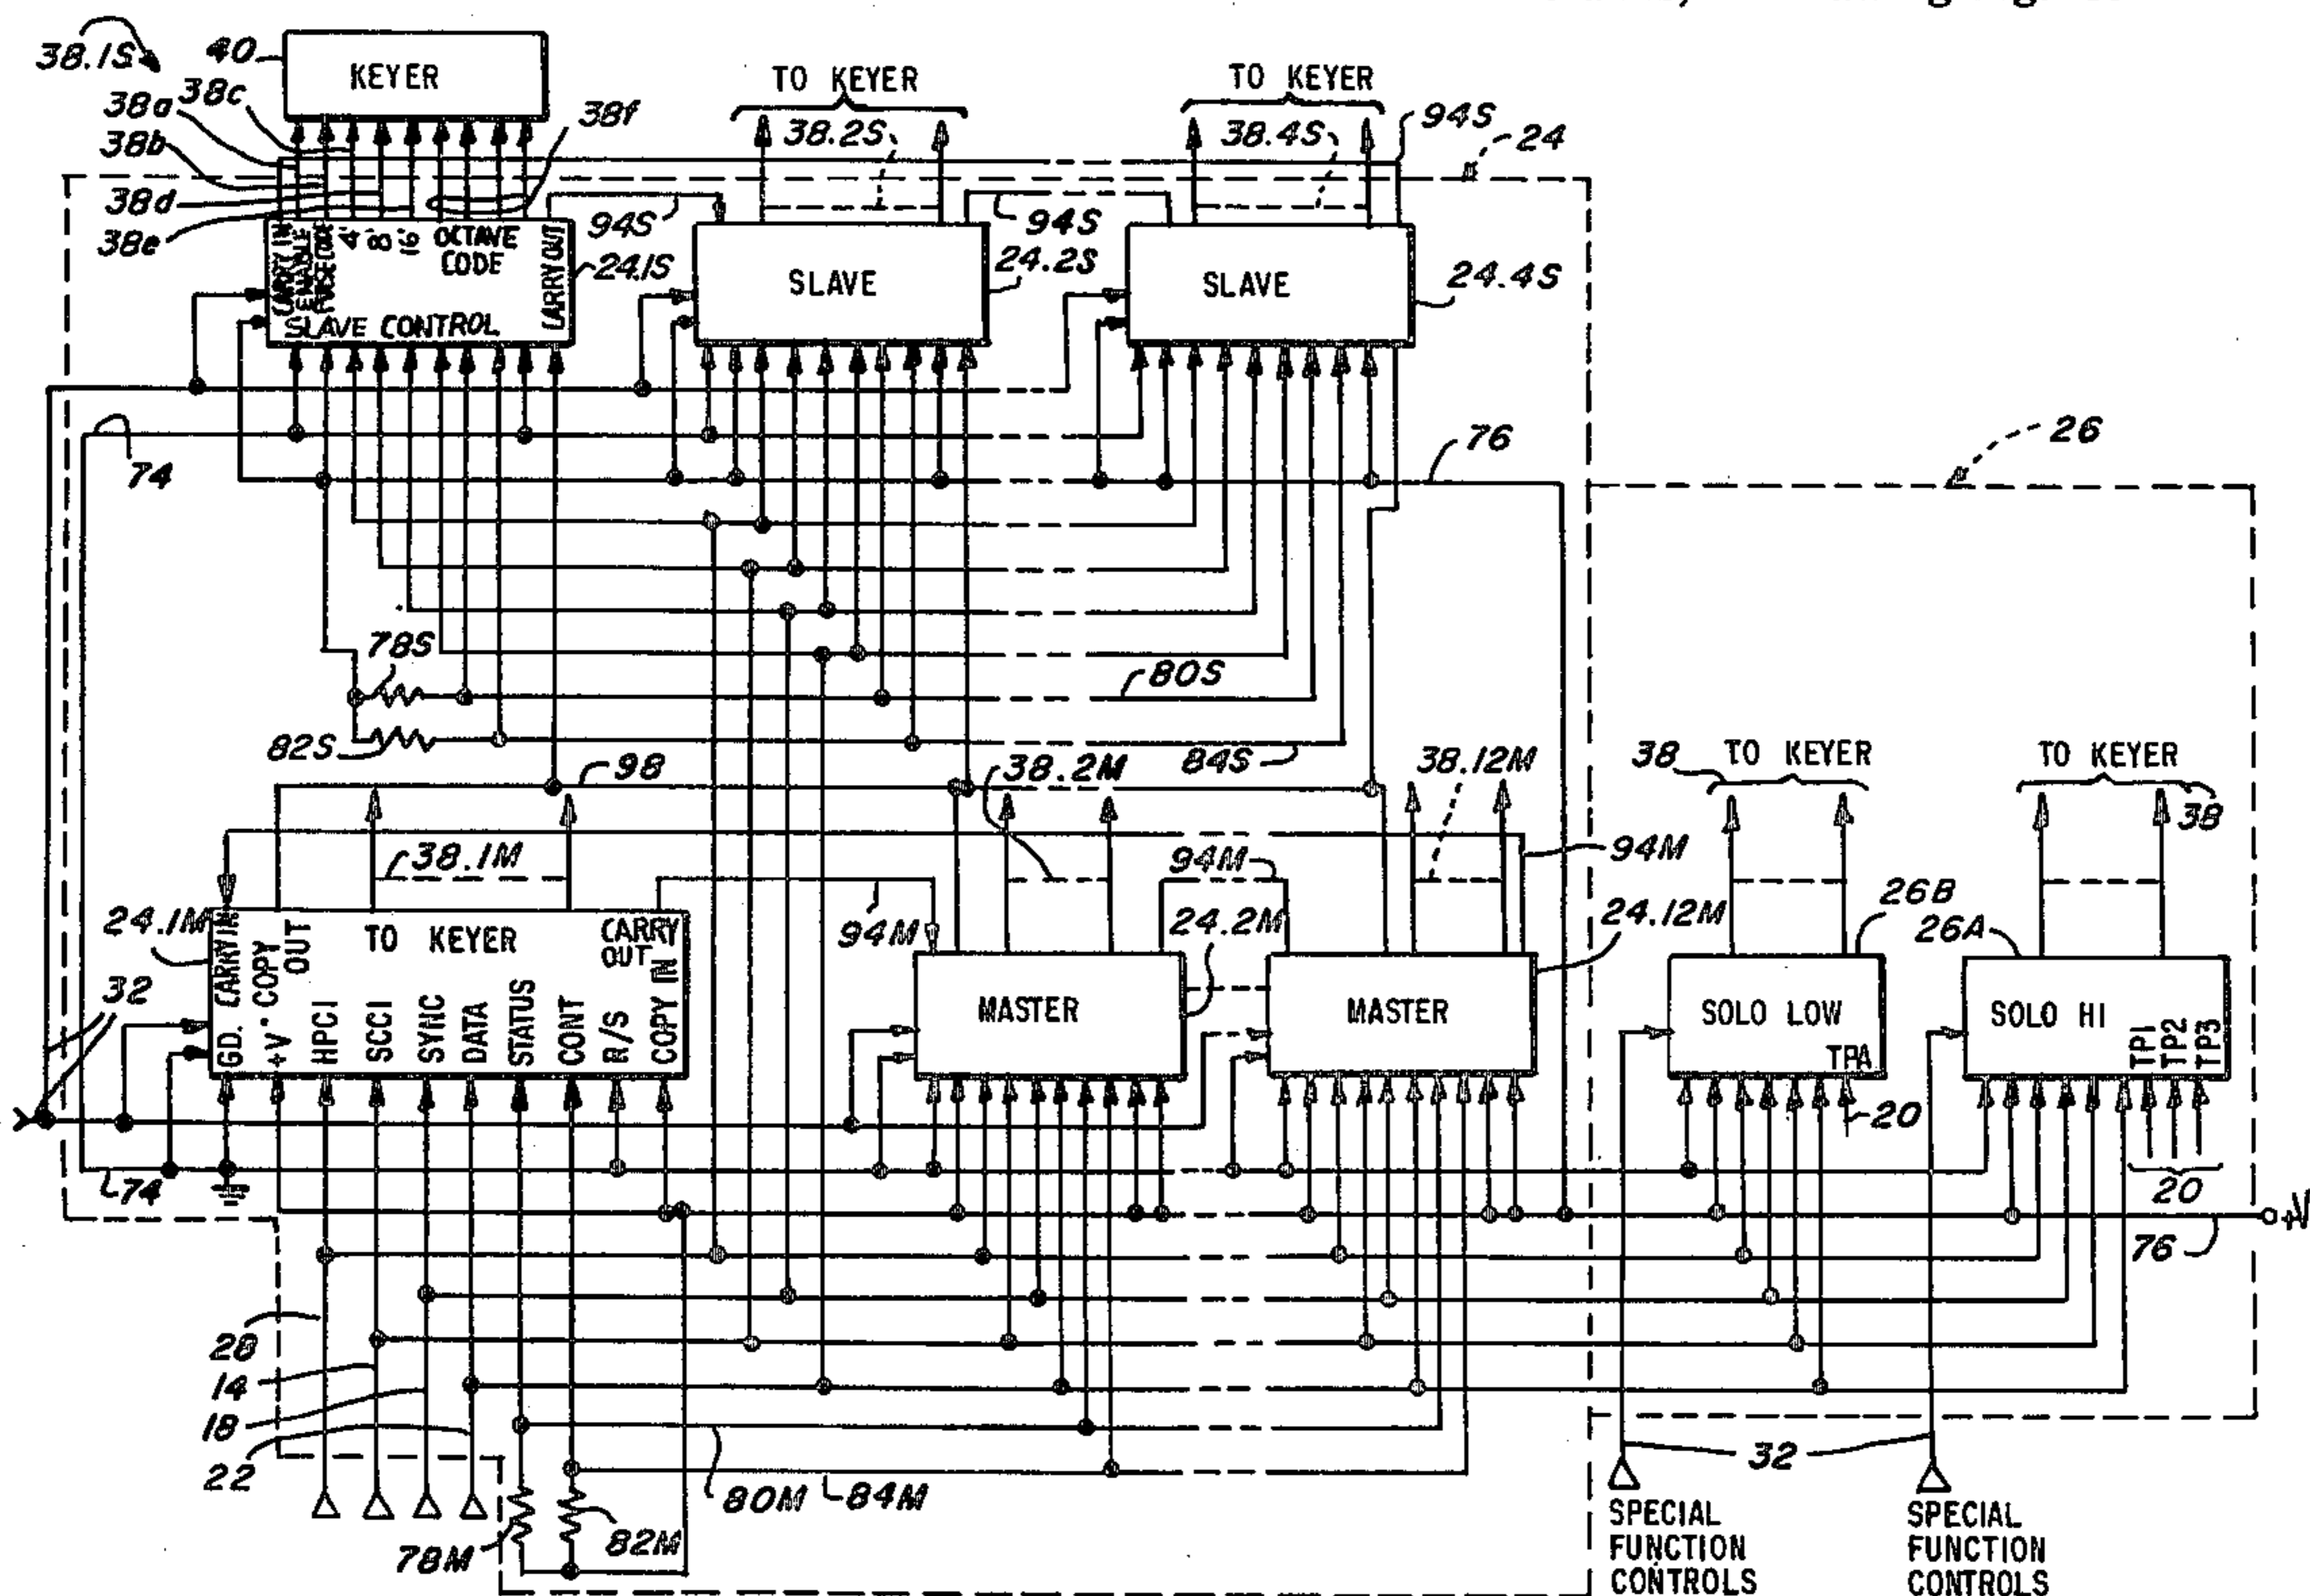 38.1S
40
KEYER
38a
38c
38b
38d
38e
38f
TO KEYER
38.2S
TO KEYER
38.4S
94S
24
CARRY IN
ENABLE
PULSE CODE
4'
8'
16'
OCTAVE
CODE
CARRY OUT
SLAVE CONTROL
24.1S
94S
SLAVE
24.2S
94S
SLAVE
24.4S
74
76
26
78S
80S
82S
84S
98
38.2M
38.12M
38
TO KEYER
TO KEYER
38
38.1M
94M
94M
94M
24.1M
GD.
CARRY IN
+V
COPY
OUT
TO KEYER
CARRY
OUT
HPCI
SCCI
SYNC
DATA
STATUS
CONT
R/S
COPY IN
24.2M
MASTER
24.12M
MASTER
26B
26A
SOLO LOW
TPA
SOLO HI
TP1
TP2
TP3
32
20
20
74
+V
76
28
14
18
22
78M
82M
80M
84M
32
SPECIAL
FUNCTION
CONTROLS
SPECIAL
FUNCTION
CONTROLS